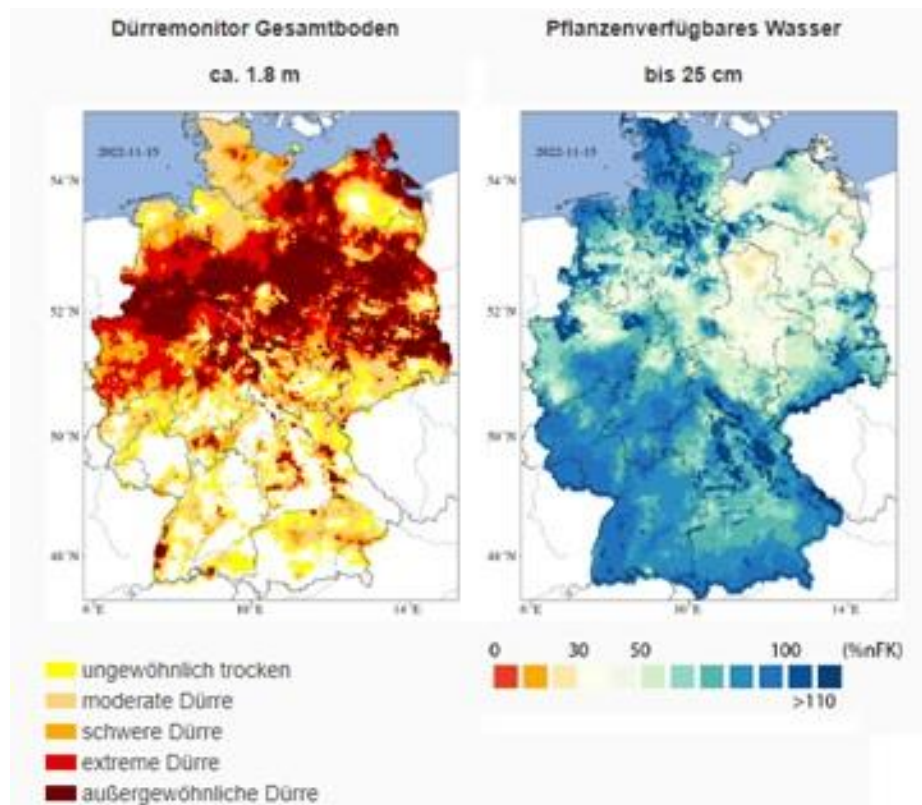 Dürremonitor Gesamtboden
ca. 1.8 m
Pflanzenverfügbares Wasser
bis 25 cm
2022-11-15
54°N
52°N
50°N
48°N
6°E
10°E
14°E
2022-11-15
54°N
52°N
50°N
48°N
6°E
10°E
14°E
ungewöhnlich trocken
moderate Dürre
schwere Dürre
extreme Dürre
außergewöhnliche Dürre
0 30 50 100 (%nFK)
>110